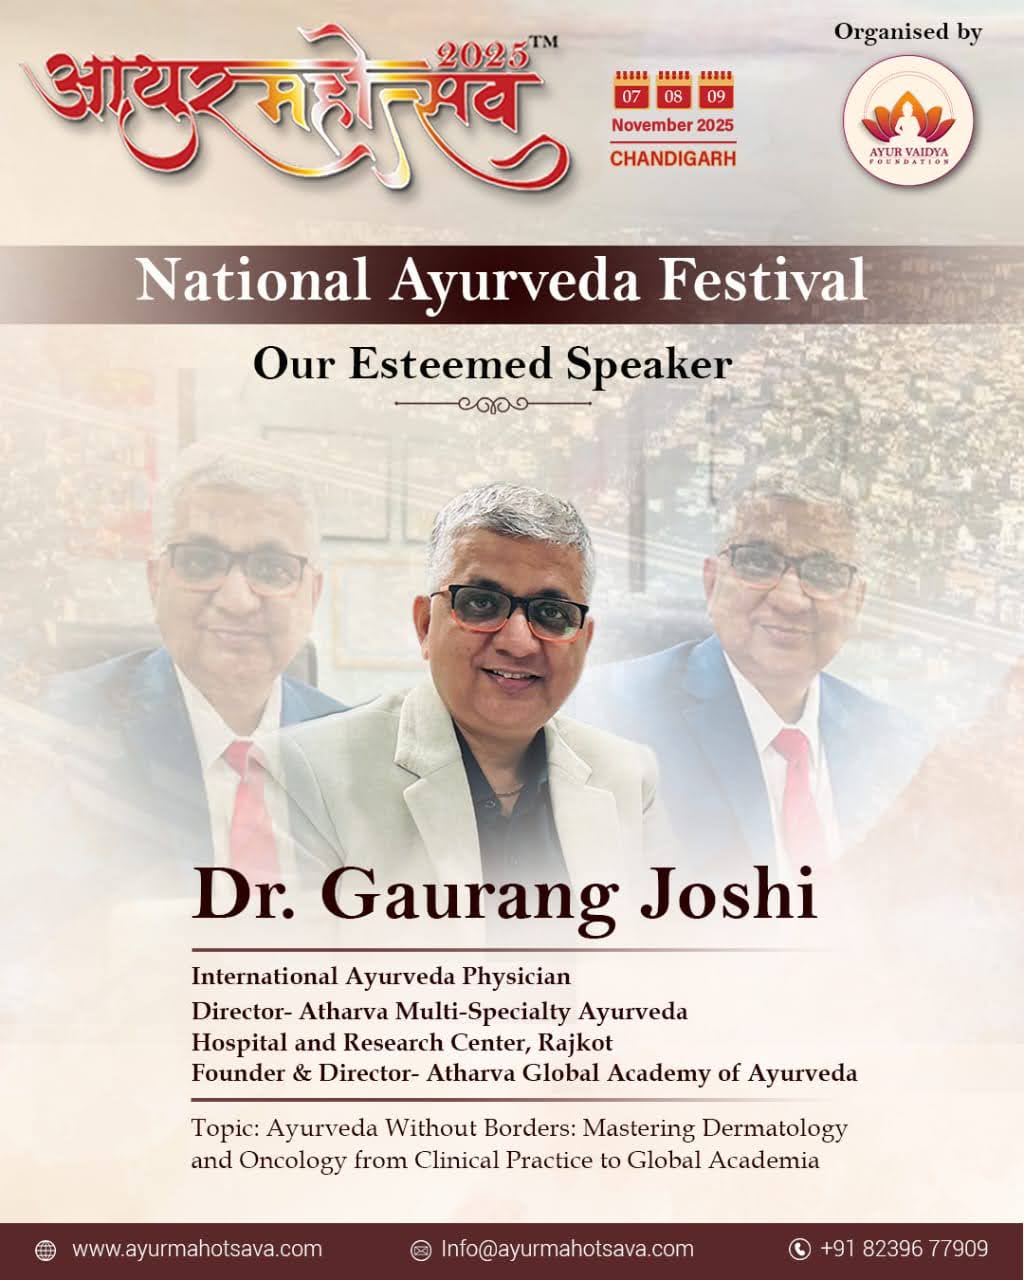 आयुर महोत्सव 2025 TM
07 08 09
November 2025
CHANDIGARH
Organised by
AYUR VAIDYA
FOUNDATION
National Ayurveda Festival
Our Esteemed Speaker
Dr. Gaurang Joshi
International Ayurveda Physician
Director- Atharva Multi-Specialty Ayurveda
Hospital and Research Center, Rajkot
Founder & Director- Atharva Global Academy of Ayurveda
Topic: Ayurveda Without Borders: Mastering Dermatology
and Oncology from Clinical Practice to Global Academia
www.ayurmahotsava.com
Info@ayurmahotsava.com
+91 82396 77909